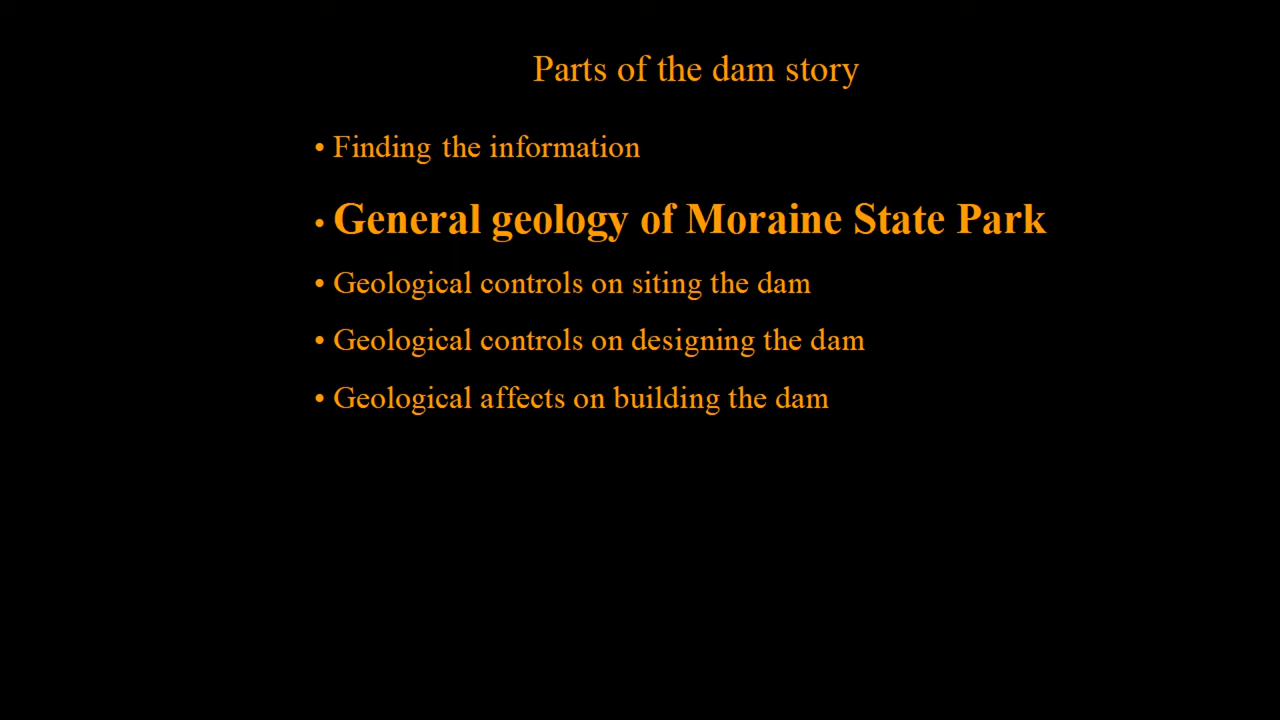 Parts of the dam story
• Finding the information
• General geology of Moraine State Park
• Geological controls on siting the dam
• Geological controls on designing the dam
• Geological affects on building the dam